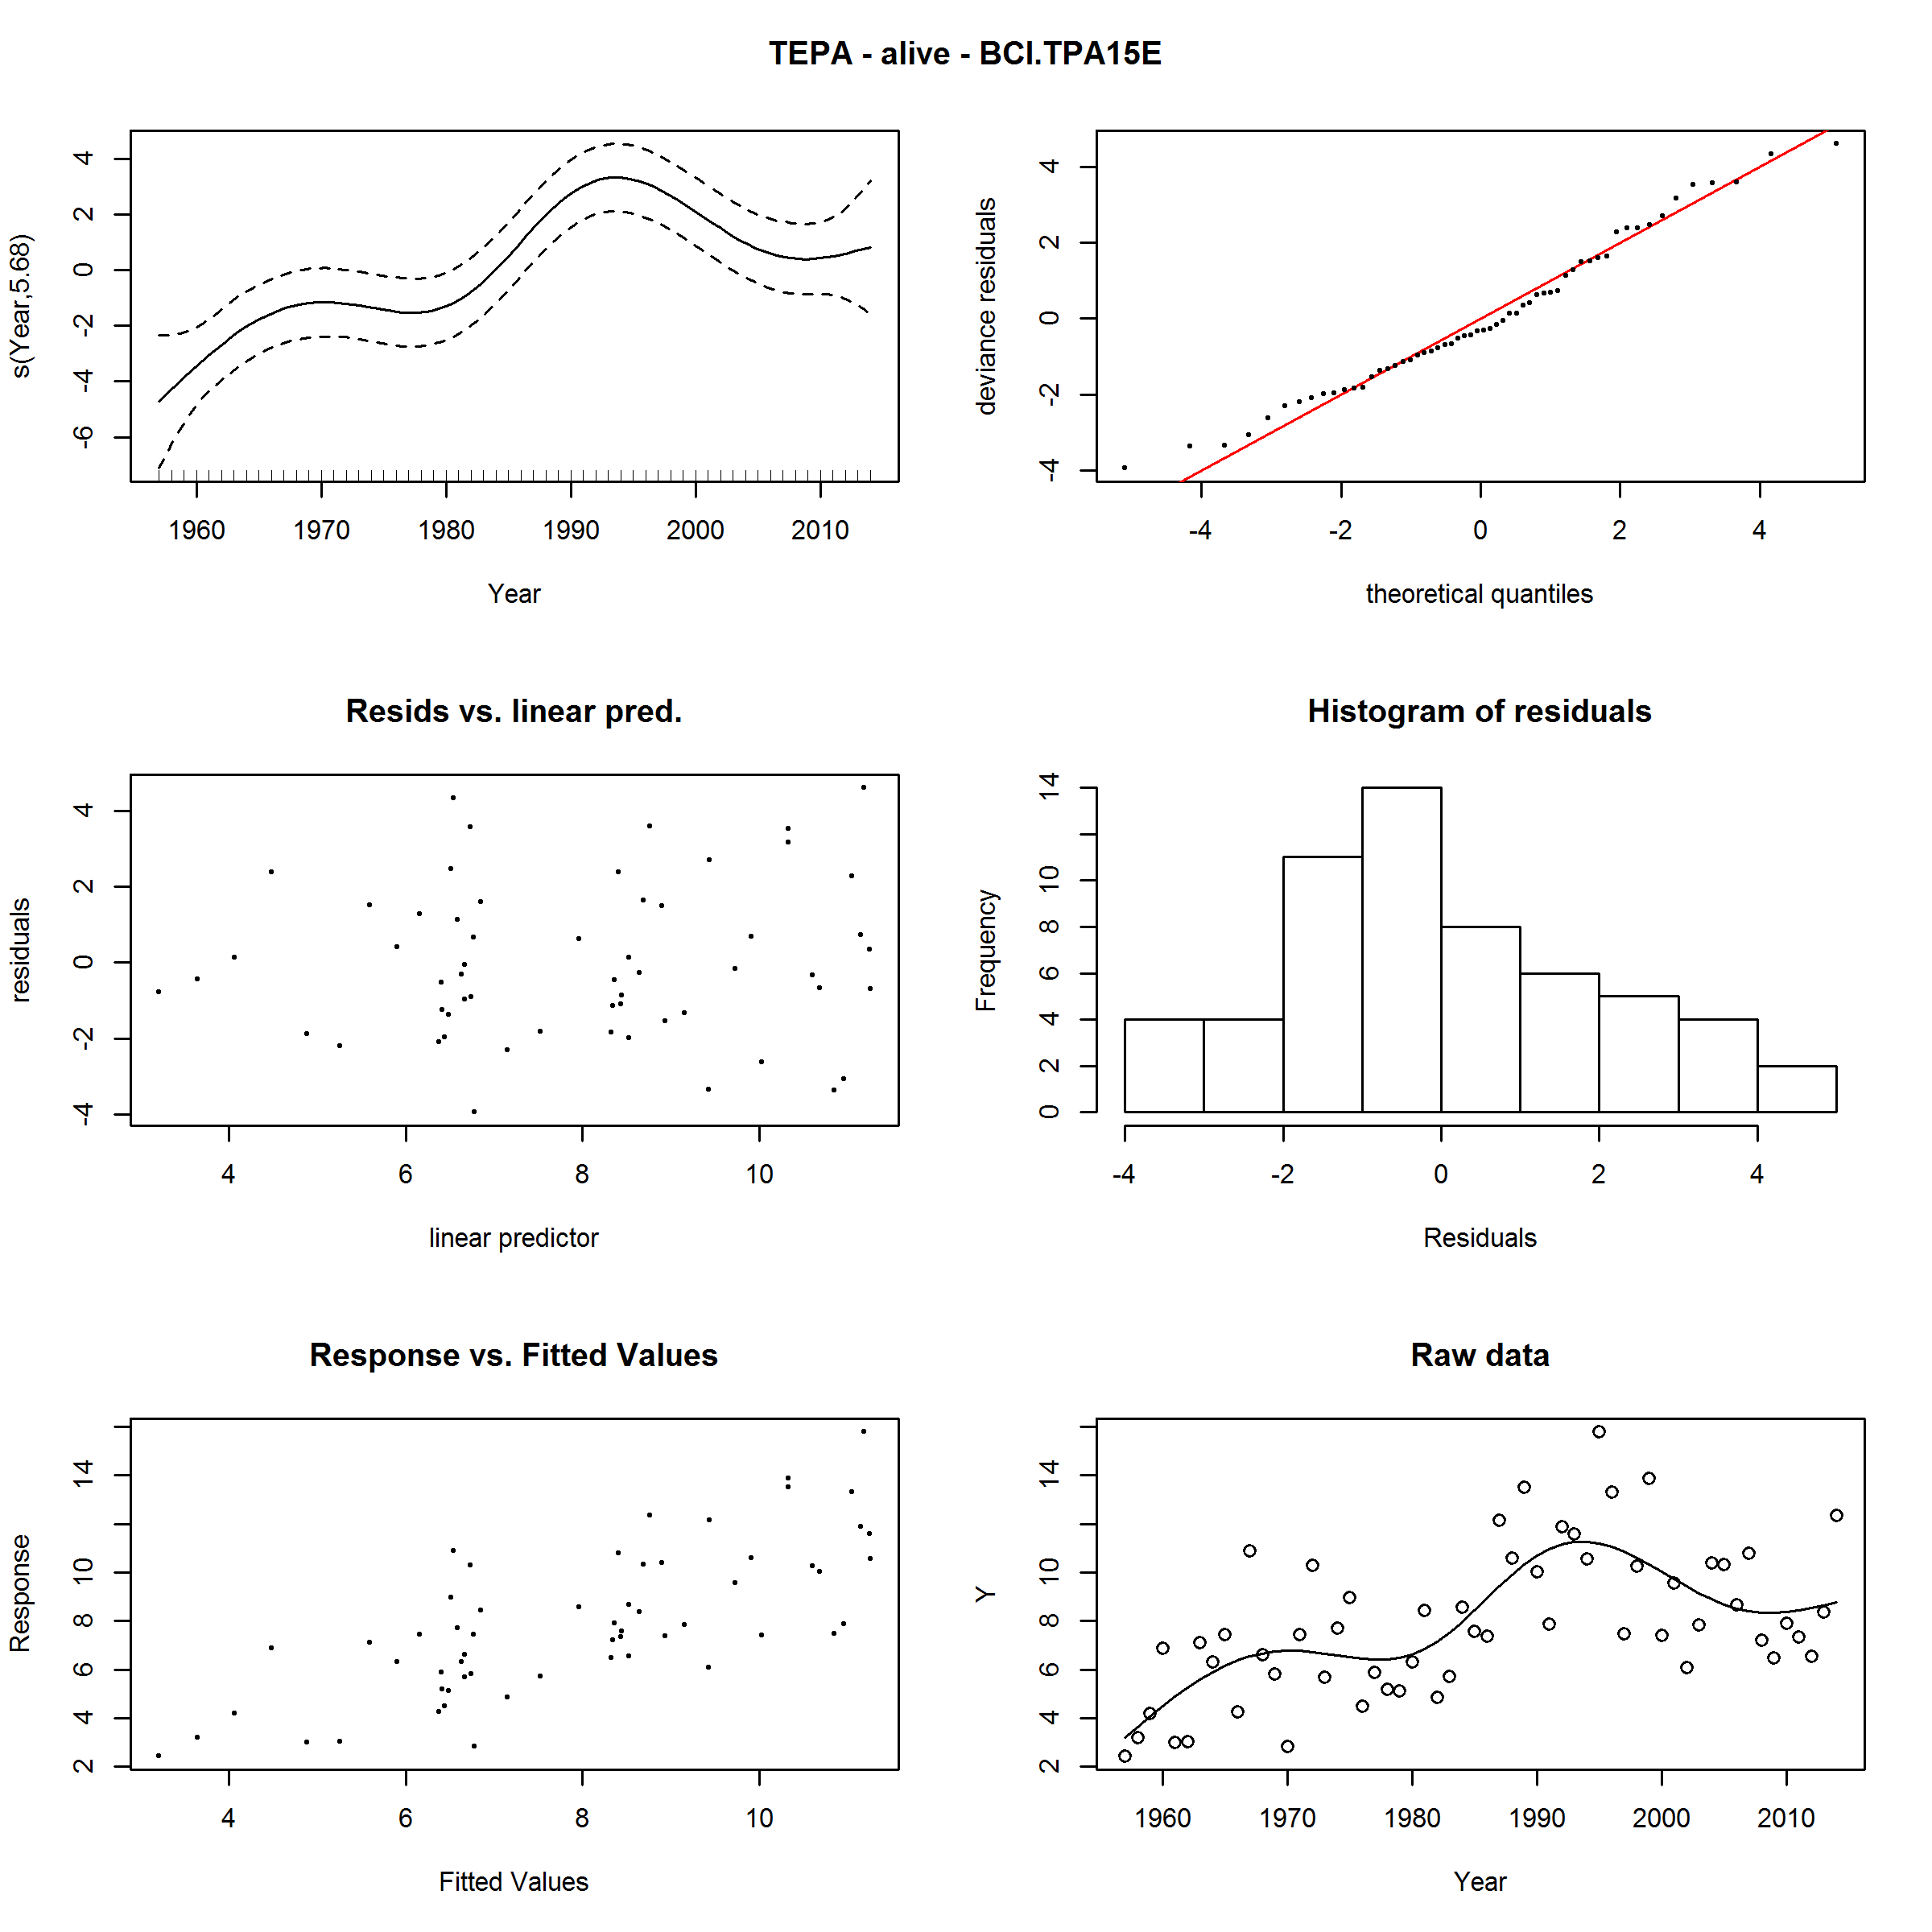 TEPA - alive - BCI.TPA15E
s(Year,5.68)
4
2
0
-2
-4
-6
1960 1970 1980 1990 2000 2010
Year
deviance residuals
4
2
0
-2
-4
-4 -2 0 2 4
theoretical quantiles
Resids vs. linear pred.
residuals
4
2
0
-2
-4
4 6 8 10
linear predictor
Histogram of residuals
Frequency
14
10
8
6
4
2
0
-4 -2 0 2 4
Residuals
Response vs. Fitted Values
Response
14
10
8
6
4
2
4 6 8 10
Fitted Values
Raw data
Y
14
10
8
6
4
2
1960 1970 1980 1990 2000 2010
Year